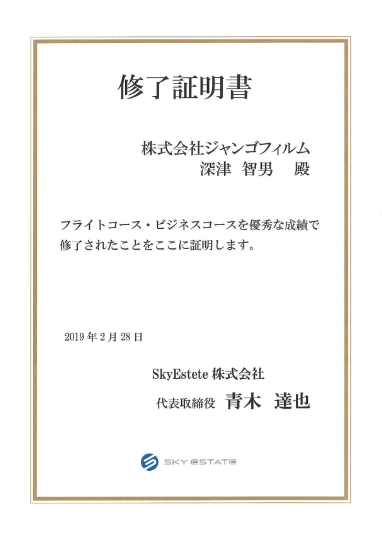 修了証明書
株式会社ジャンゴフィルム
深津 智男 殿
フライトコース・ビジネスコースを優秀な成績で
修了されたことをここに証明します。
2019 年 2 月 28 日
SkyEstete 株式会社
代表取締役 青木 達也
SKY ESTATE